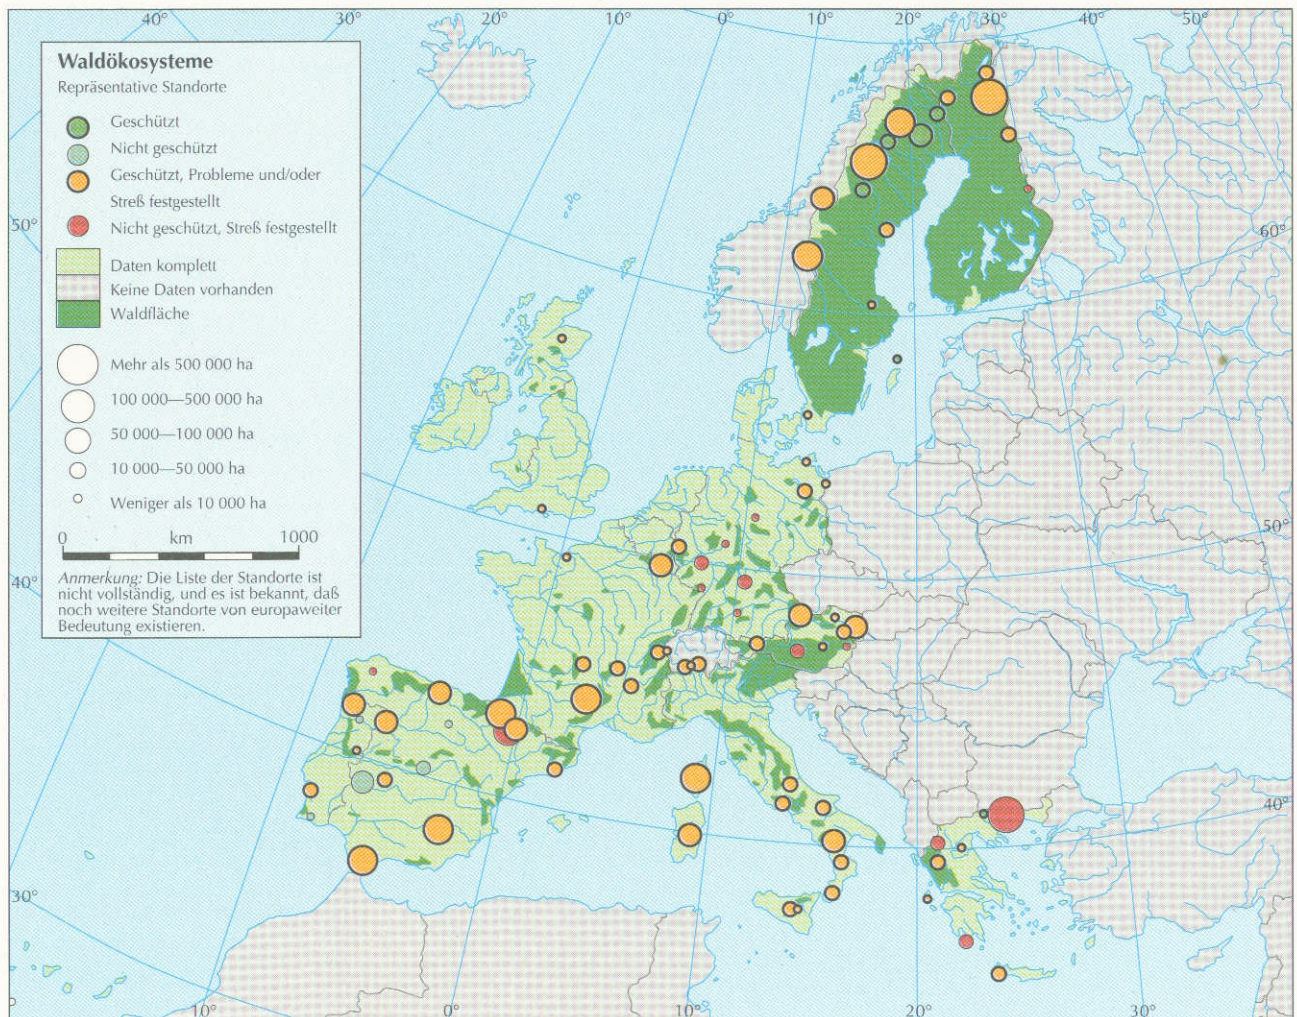 40°
30°
20°
10°
0°
10°
20°
30°
40°
50°
Waldökosysteme
Repräsentative Standorte
Geschützt
Nicht geschützt
Geschützt, Probleme und/oder
Streß festgestellt
Nicht geschützt, Streß festgestellt
Daten komplett
Keine Daten vorhanden
Waldfläche
Mehr als 500 000 ha
100 000—500 000 ha
50 000—100 000 ha
10 000—50 000 ha
Weniger als 10 000 ha
0 km 1000
Anmerkung: Die Liste der Standorte ist
nicht vollständig, und es ist bekannt, daß
noch weitere Standorte von europaweiter
Bedeutung existieren.
50°
60°
50°
40°
40°
30°
10°
0°
10°
20°
30°